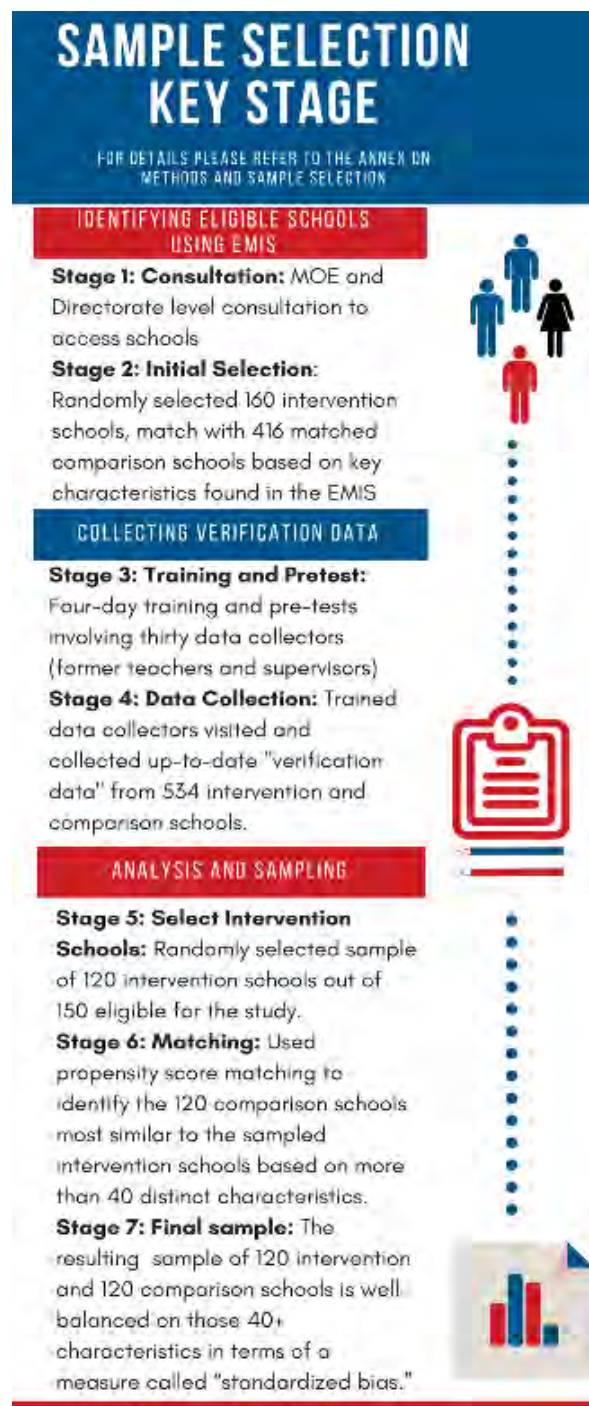 SAMPLE SELECTION
KEY STAGE
FOR DETAILS PLEASE REFER TO THE ANNEX ON
METHODS AND SAMPLE SELECTION
IDENTIFYING ELIGIBLE SCHOOLS
USING EMIS
Stage 1: Consultation: MOE and
Directorate level consultation to
access schools
Stage 2: Initial Selection:
Randomly selected 160 intervention
schools, match with 416 matched
comparison schools based on key
characteristics found in the EMIS
COLLECTING VERIFICATION DATA
Stage 3: Training and Pretest:
Four-day training and pre-tests
involving thirty data collectors
(former teachers and supervisors)
Stage 4: Data Collection: Trained
data collectors visited and
collected up-to-date "verification
data" from 534 intervention and
comparison schools.
ANALYSIS AND SAMPLING
Stage 5: Select Intervention
Schools: Randomly selected sample
of 120 intervention schools out of
150 eligible for the study.
Stage 6: Matching: Used
propensity score matching to
identify the 120 comparison schools
most similar to the sampled
intervention schools based on more
than 40 distinct characteristics.
Stage 7: Final sample: The
resulting sample of 120 intervention
and 120 comparison schools is well
balanced on those 40+
characteristics in terms of a
measure called "standardized bias."